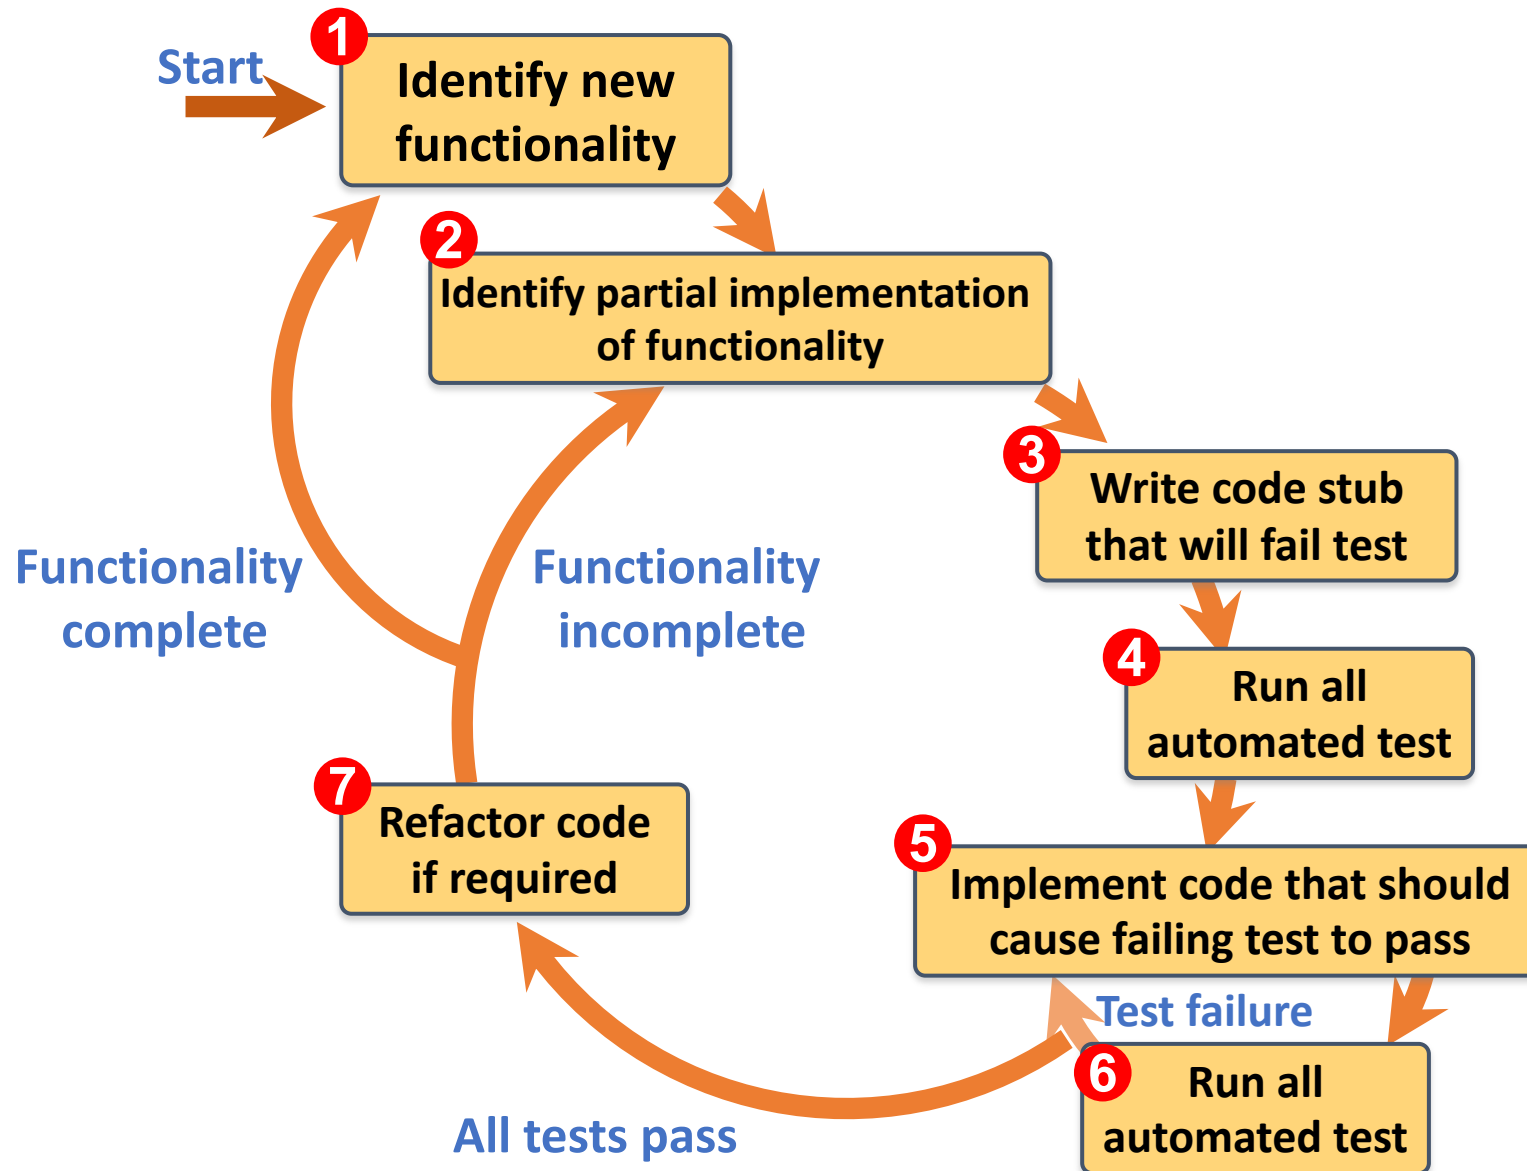 Start
1
Identify new
functionality
2
Identify partial implementation
of functionality
3
Write code stub
that will fail test
4
Run all
automated test
5
Implement code that should
cause failing test to pass
Test failure
6
Run all
automated test
All tests pass
7
Refactor code
if required
Functionality
incomplete
Functionality
complete